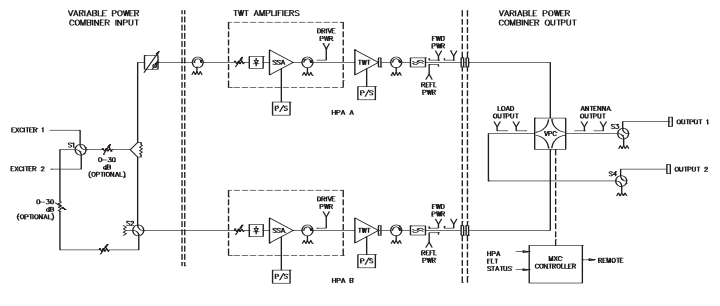 VARIABLE POWER
COMBINER INPUT
TWT AMPLIFIERS
VARIABLE POWER
COMBINER OUTPUT
DRIVE
PWR
FWD
PWR
SSA
TWT
P/S
P/S
REFL
PWR
HPA A
LOAD
OUTPUT
ANTENNA
OUTPUT
VPC
S3
OUTPUT 1
EXCITER 1
S1
EXCITER 2
0-30
dB
(OPTIONAL)
0-30
dB
(OPTIONAL)
S4
OUTPUT 2
S2
DRIVE
PWR
FWD
PWR
SSA
TWT
P/S
P/S
REFL
PWR
HPA B
HPA
FLT
STATUS
MXC
CONTROLLER
REMOTE